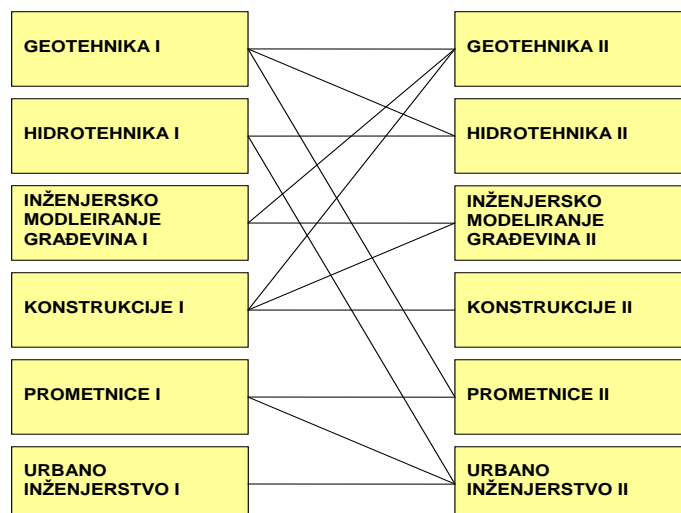 GEOTEHNIKA I
GEOTEHNIKA II
HIDROTEHNIKA I
HIDROTEHNIKA II
INŽENJERSKO
MODLEIRANJE
GRAĐEVINA I
INŽENJERSKO
MODELIRANJE
GRAĐEVINA II
KONSTRUKCIJE I
KONSTRUKCIJE II
PROMETNICE I
PROMETNICE II
URBANO
INŽENJERSTVO I
URBANO
INŽENJERSTVO II